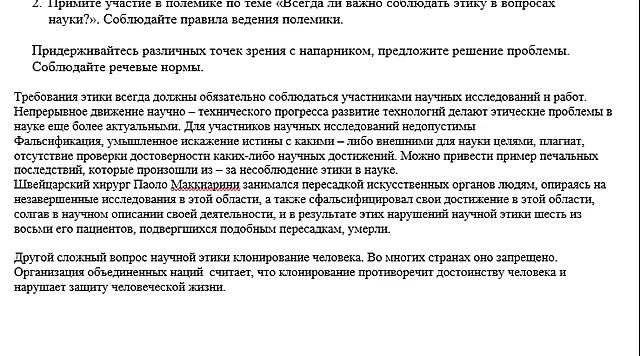 2. Примите участие в полемике по теме «Всегда ли важно соблюдать этику в вопросах
науки?». Соблюдайте правила ведения полемики.
Придерживайтесь различных точек зрения с напарником, предложите решение проблемы.
Соблюдайте речевые нормы.
Требования этики всегда должны обязательно соблюдаться участниками научных исследований и работ.
Непрерывное движение научно – технического прогресса развитие технологий делают этические проблемы в
науке еще более актуальными. Для участников научных исследований недопустимы
Фальсификация, умышленное искажение истины с какими – либо внешними для науки целями, плагиат,
отсутствие проверки достоверности каких-либо научных достижений. Можно привести пример печальных
последствий, которые произошли из – за несоблюдение этики в науке.
Швейцарский хирург Паоло Маккиарини занимался пересадкой искусственных органов людям, опираясь на
незавершенные исследования в этой области, а также сфальсифицировал свои достижение в этой области,
солгав в научном описании своей деятельности, и в результате этих нарушений научной этики шесть из
восьми его пациентов, подвергшихся подобным пересадкам, умерли.
Другой сложный вопрос научной этики клонирование человека. Во многих странах оно запрещено.
Организация объединенных наций считает, что клонирование противоречит достоинству человека и
нарушает защиту человеческой жизни.